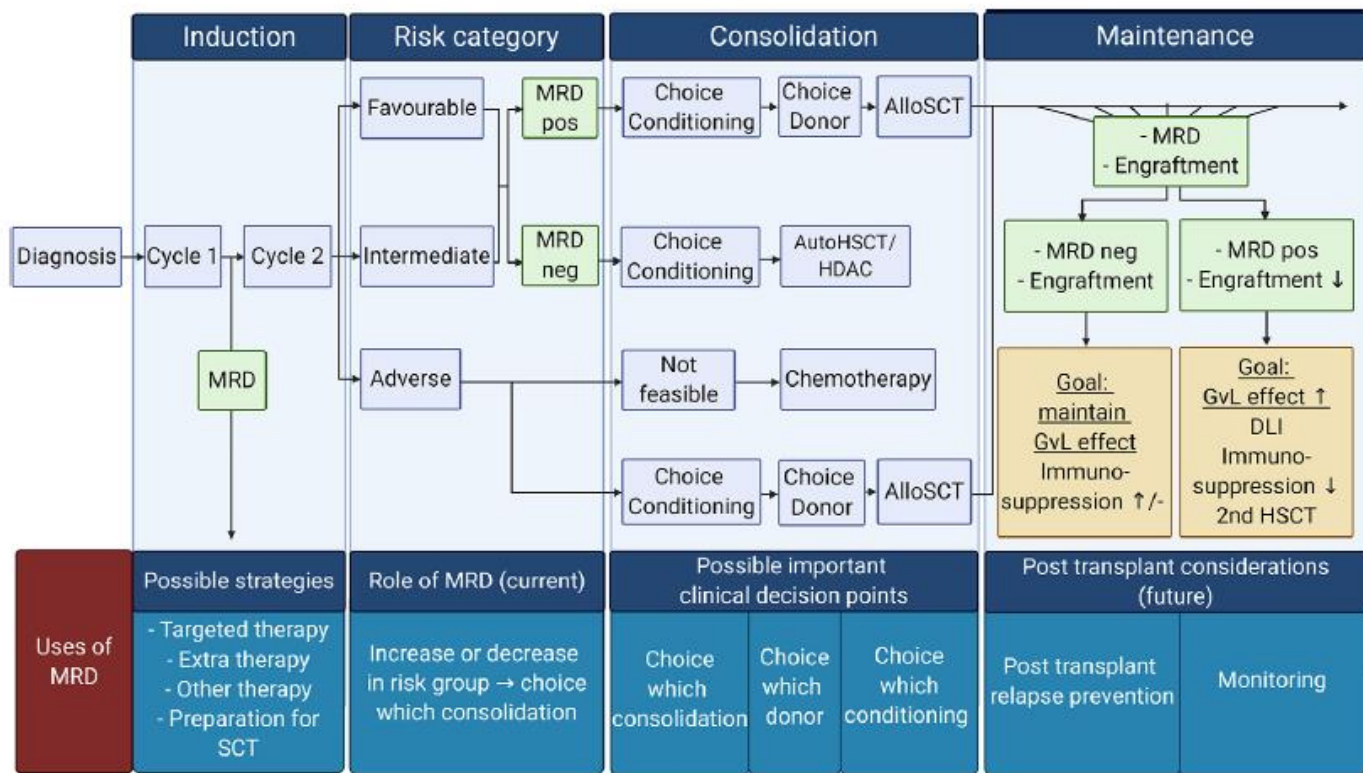 Induction
Risk category
Consolidation
Maintenance
Diagnosis
Cycle 1
Cycle 2
MRD
Favourable
Intermediate
Adverse
MRD
pos
MRD
neg
Choice
Conditioning
Choice
Donor
AlloSCT
Choice
Conditioning
AutoHSCT/
HDAC
Not
feasible
Chemotherapy
Choice
Conditioning
Choice
Donor
AlloSCT
- MRD
- Engraftment
- MRD neg
- Engraftment
- MRD pos
- Engraftment ↓
Goal:
maintain
GvL effect
Immuno-
suppression ↑/-
Goal:
GvL effect ↑
DLI
Immuno-
suppression ↓
2nd HSCT
Uses of
MRD
Possible strategies
- Targeted therapy
- Extra therapy
- Other therapy
- Preparation for
SCT
Role of MRD (current)
Increase or decrease
in risk group → choice
which consolidation
Possible important
clinical decision points
Choice
which
consolidation
Choice
which
donor
Choice
which
conditioning
Post transplant considerations
(future)
Post transplant
relapse prevention
Monitoring